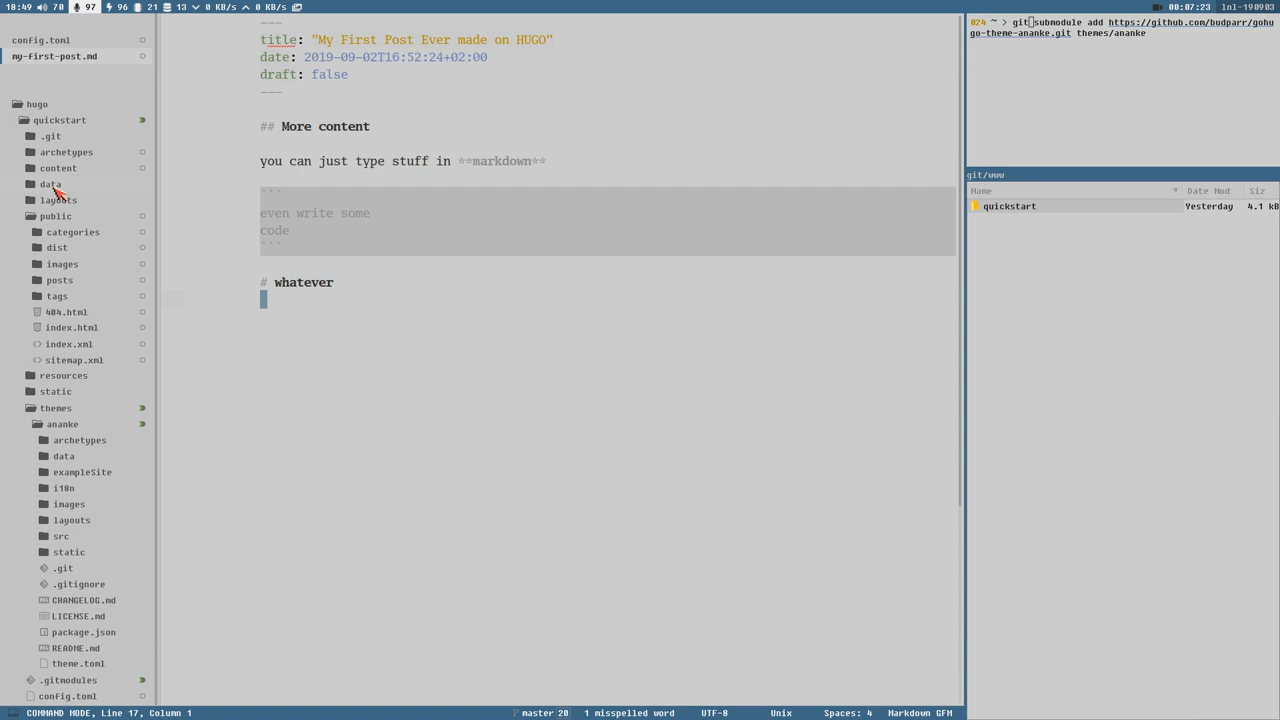 18:49 70 97 96 21 13 0 KB/s 0 KB/s 00:07:23 lnl-190903
config.toml
my-first-post.md
hugo
quickstart
.git
archetypes
content
data
layouts
public
categories
dist
images
posts
tags
404.html
index.html
index.xml
sitemap.xml
resources
static
themes
ananke
archetypes
data
exampleSite
i18n
images
layouts
src
static
.git
.gitignore
CHANGELOG.md
LICENSE.md
package.json
README.md
theme.toml
.gitmodules
config.toml
---
title: "My First Post Ever made on HUGO"
date: 2019-09-02T16:52:24+02:00
draft: false
---
## More content
you can just type stuff in **markdown**
```
even write some
code
```
# whatever
024 ~ > git submodule add https://github.com/budparr/gohu
go-theme-ananke.git themes/ananke
git/www
Name Date Mod Siz
quickstart Yesterday 4.1 kB
COMMAND MODE, Line 17, Column 1 master 20 1 misspelled word UTF-8 Unix Spaces: 4 Markdown GFM